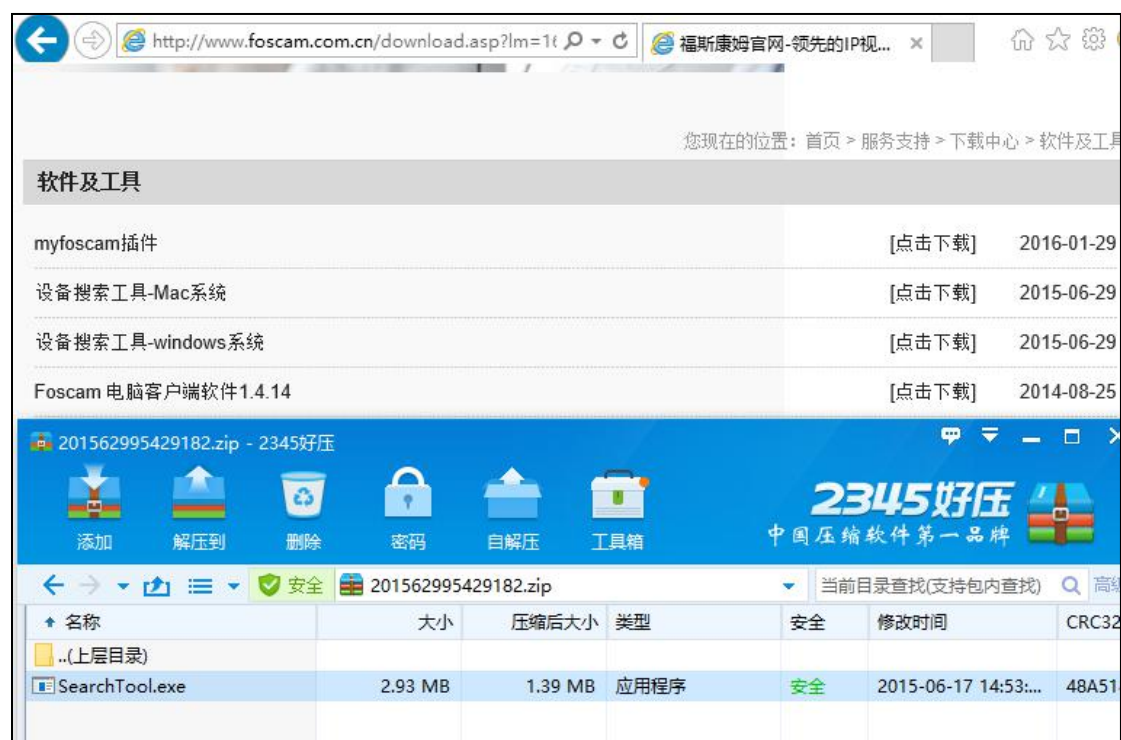 http://www.foscam.com.cn/download.asp?lm=16
福斯康姆官网-领先的IP视...
您现在的位置：首页 > 服务支持 > 下载中心 > 软件及工具
软件及工具
myfoscam插件 [点击下载] 2016-01-29
设备搜索工具-Mac系统 [点击下载] 2015-06-29
设备搜索工具-windows系统 [点击下载] 2015-06-29
Foscam 电脑客户端软件1.4.14 [点击下载] 2014-08-25
201562995429182.zip - 2345好压
添加 解压到 删除 密码 自解压 工具箱
2345好压
中国压缩软件第一品牌
安全 201562995429182.zip 当前目录查找(支持包内查找) 高级
名称 大小 压缩后大小 类型 安全 修改时间 CRC32
..(上层目录)
SearchTool.exe 2.93 MB 1.39 MB 应用程序 安全 2015-06-17 14:53:... 48A51